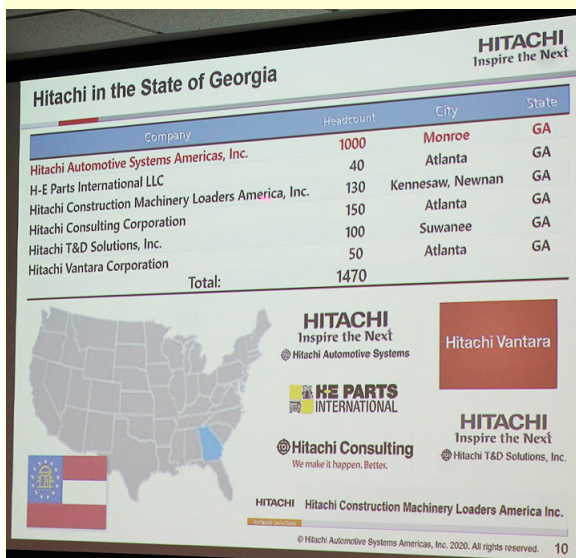 HITACHI
Inspire the Next
Hitachi in the State of Georgia
Company Headcount City State
Hitachi Automotive Systems Americas, Inc. 1000 Monroe GA
H-E Parts International LLC 40 Atlanta GA
Hitachi Construction Machinery Loaders America, Inc. 130 Kennesaw, Newnan GA
Hitachi Consulting Corporation 150 Atlanta GA
Hitachi T&D Solutions, Inc. 100 Suwanee GA
Hitachi Vantara Corporation 50 Atlanta GA
Total: 1470
HITACHI
Inspire the Next
Hitachi Automotive Systems
Hitachi Vantara
H-E PARTS
INTERNATIONAL
HITACHI
Inspire the Next
Hitachi T&D Solutions, Inc.
Hitachi Consulting
We make it happen. Better.
HITACHI Hitachi Construction Machinery Loaders America Inc.
© Hitachi Automotive Systems Americas, Inc. 2020. All rights reserved. 10